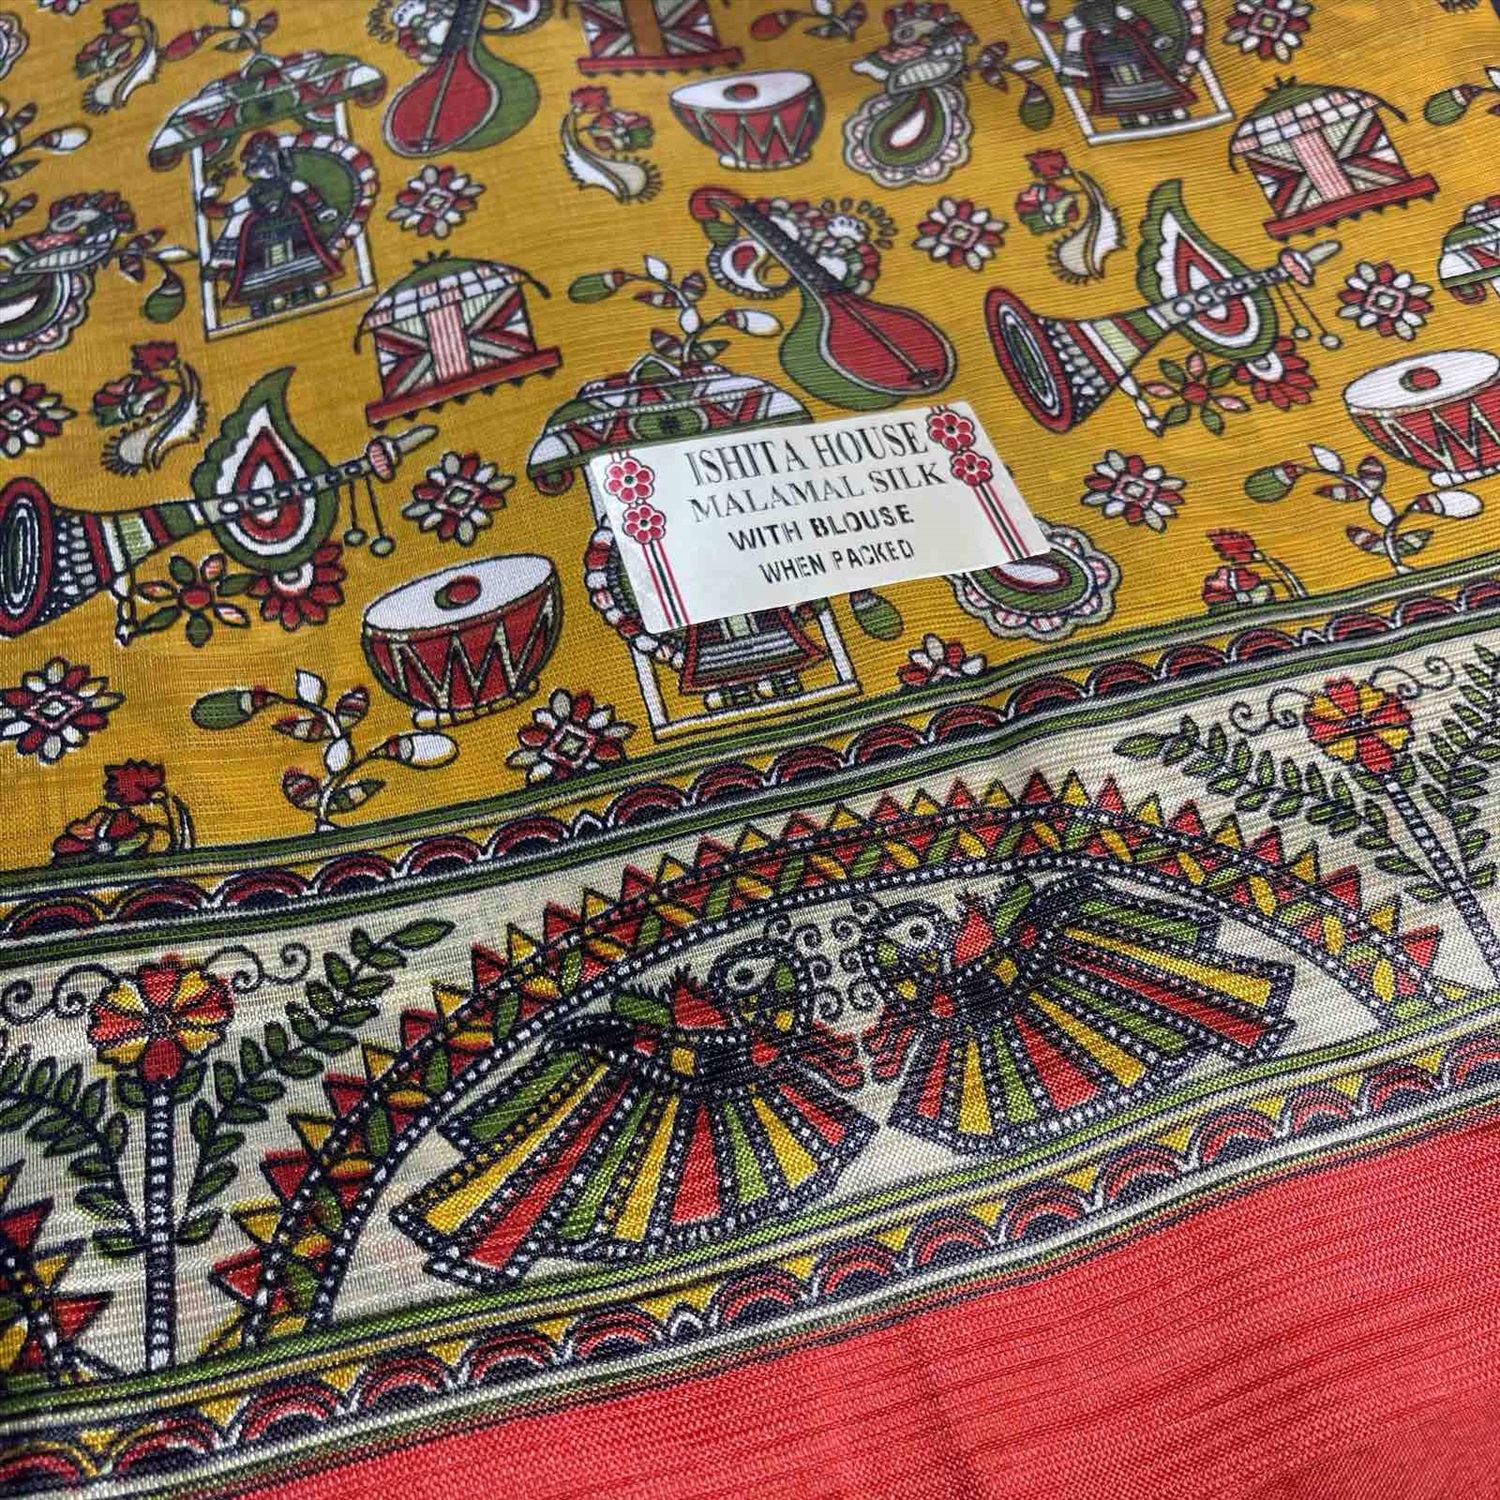 ISHITA HOUSE
MALAMAL SILK
WITH BLOUSE
WHEN PACKED